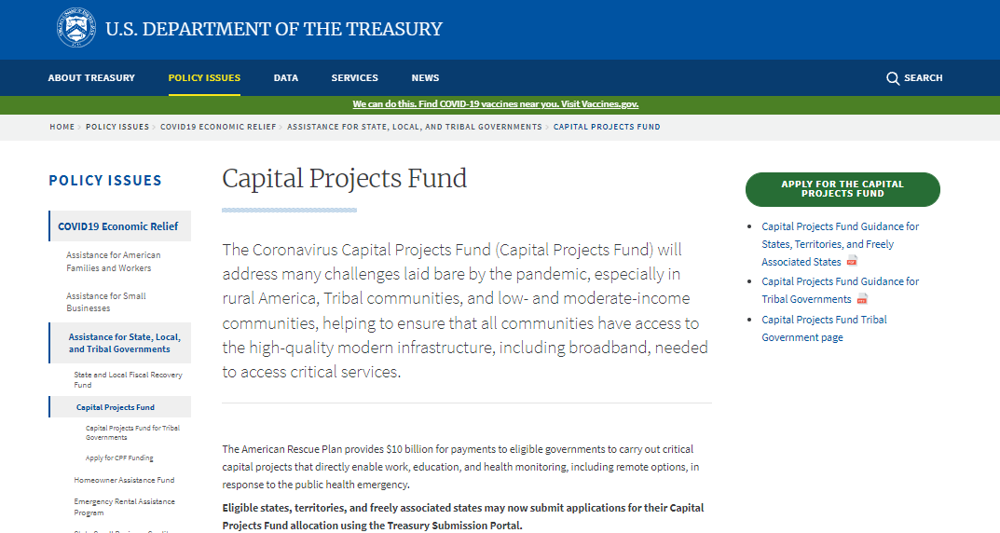 U.S. DEPARTMENT OF THE TREASURY
ABOUT TREASURY POLICY ISSUES DATA SERVICES NEWS SEARCH
We can do this. Find COVID-19 vaccines near you. Visit Vaccines.gov.
HOME > POLICY ISSUES > COVID19 ECONOMIC RELIEF > ASSISTANCE FOR STATE, LOCAL, AND TRIBAL GOVERNMENTS > CAPITAL PROJECTS FUND
POLICY ISSUES
COVID19 Economic Relief
Assistance for American
Families and Workers
Assistance for Small
Businesses
Assistance for State, Local,
and Tribal Governments
State and Local Fiscal Recovery
Fund
Capital Projects Fund
Capital Projects Fund for Tribal
Governments
Apply for CPF Funding
Homeowner Assistance Fund
Emergency Rental Assistance
Program
Capital Projects Fund
The Coronavirus Capital Projects Fund (Capital Projects Fund) will
address many challenges laid bare by the pandemic, especially in
rural America, Tribal communities, and low- and moderate-income
communities, helping to ensure that all communities have access to
the high-quality modern infrastructure, including broadband, needed
to access critical services.
The American Rescue Plan provides $10 billion for payments to eligible governments to carry out critical
capital projects that directly enable work, education, and health monitoring, including remote options, in
response to the public health emergency.
Eligible states, territories, and freely associated states may now submit applications for their Capital
Projects Fund allocation using the Treasury Submission Portal.
APPLY FOR THE CAPITAL
PROJECTS FUND
Capital Projects Fund Guidance for
States, Territories, and Freely
Associated States
Capital Projects Fund Guidance for
Tribal Governments
Capital Projects Fund Tribal
Government page